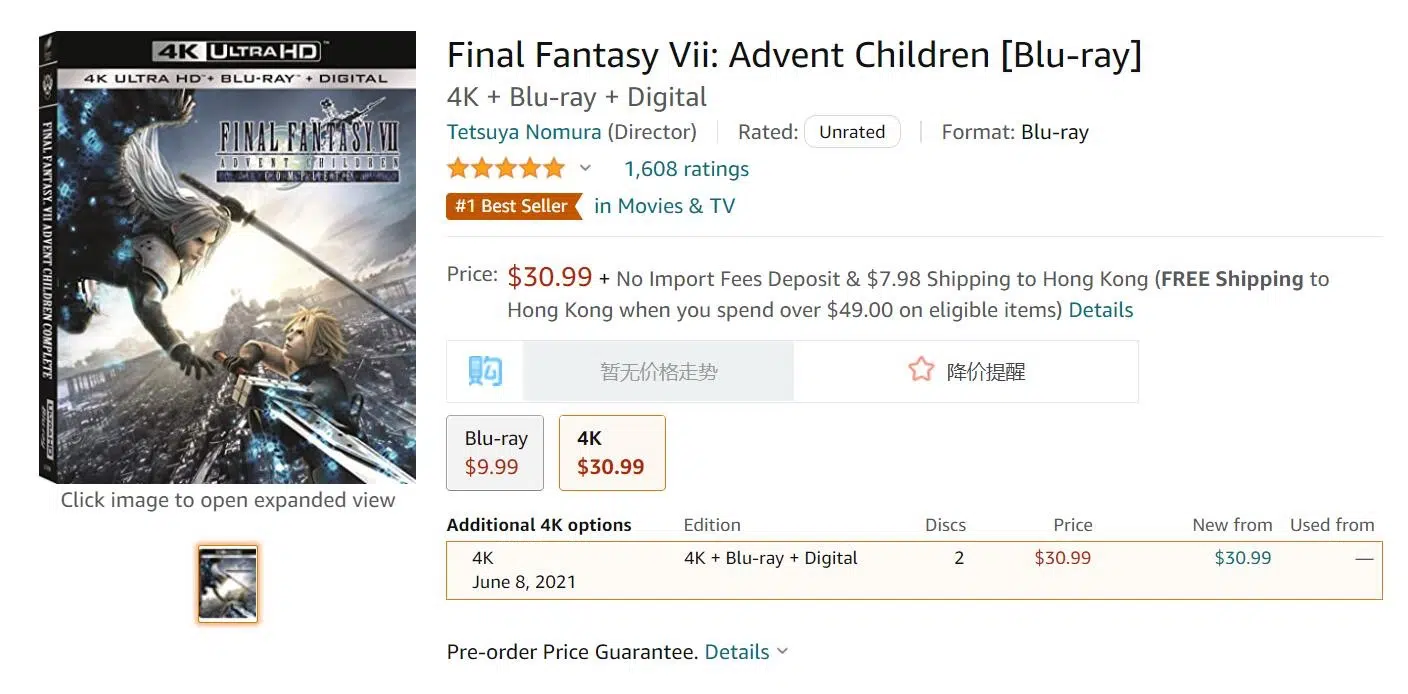 4K ULTRAHD™
4K ULTRA HD™ + BLU-RAY™ + DIGITAL
FINAL FANTASY VII
ADVENT CHILDREN
COMPLETE
FINAL FANTASY VII ADVENT CHILDREN COMPLETE
Click image to open expanded view
Final Fantasy Vii: Advent Children [Blu-ray]
4K + Blu-ray + Digital
Tetsuya Nomura (Director) Rated: Unrated Format: Blu-ray
1,608 ratings
#1 Best Seller in Movies & TV
Price: $30.99 + No Import Fees Deposit & $7.98 Shipping to Hong Kong (FREE Shipping to
Hong Kong when you spend over $49.00 on eligible items) Details
暂无价格走势 降价提醒
Blu-ray 4K
$9.99 $30.99
Additional 4K options Edition Discs Price New from Used from
4K 4K + Blu-ray + Digital 2 $30.99 $30.99 —
June 8, 2021
Pre-order Price Guarantee. Details